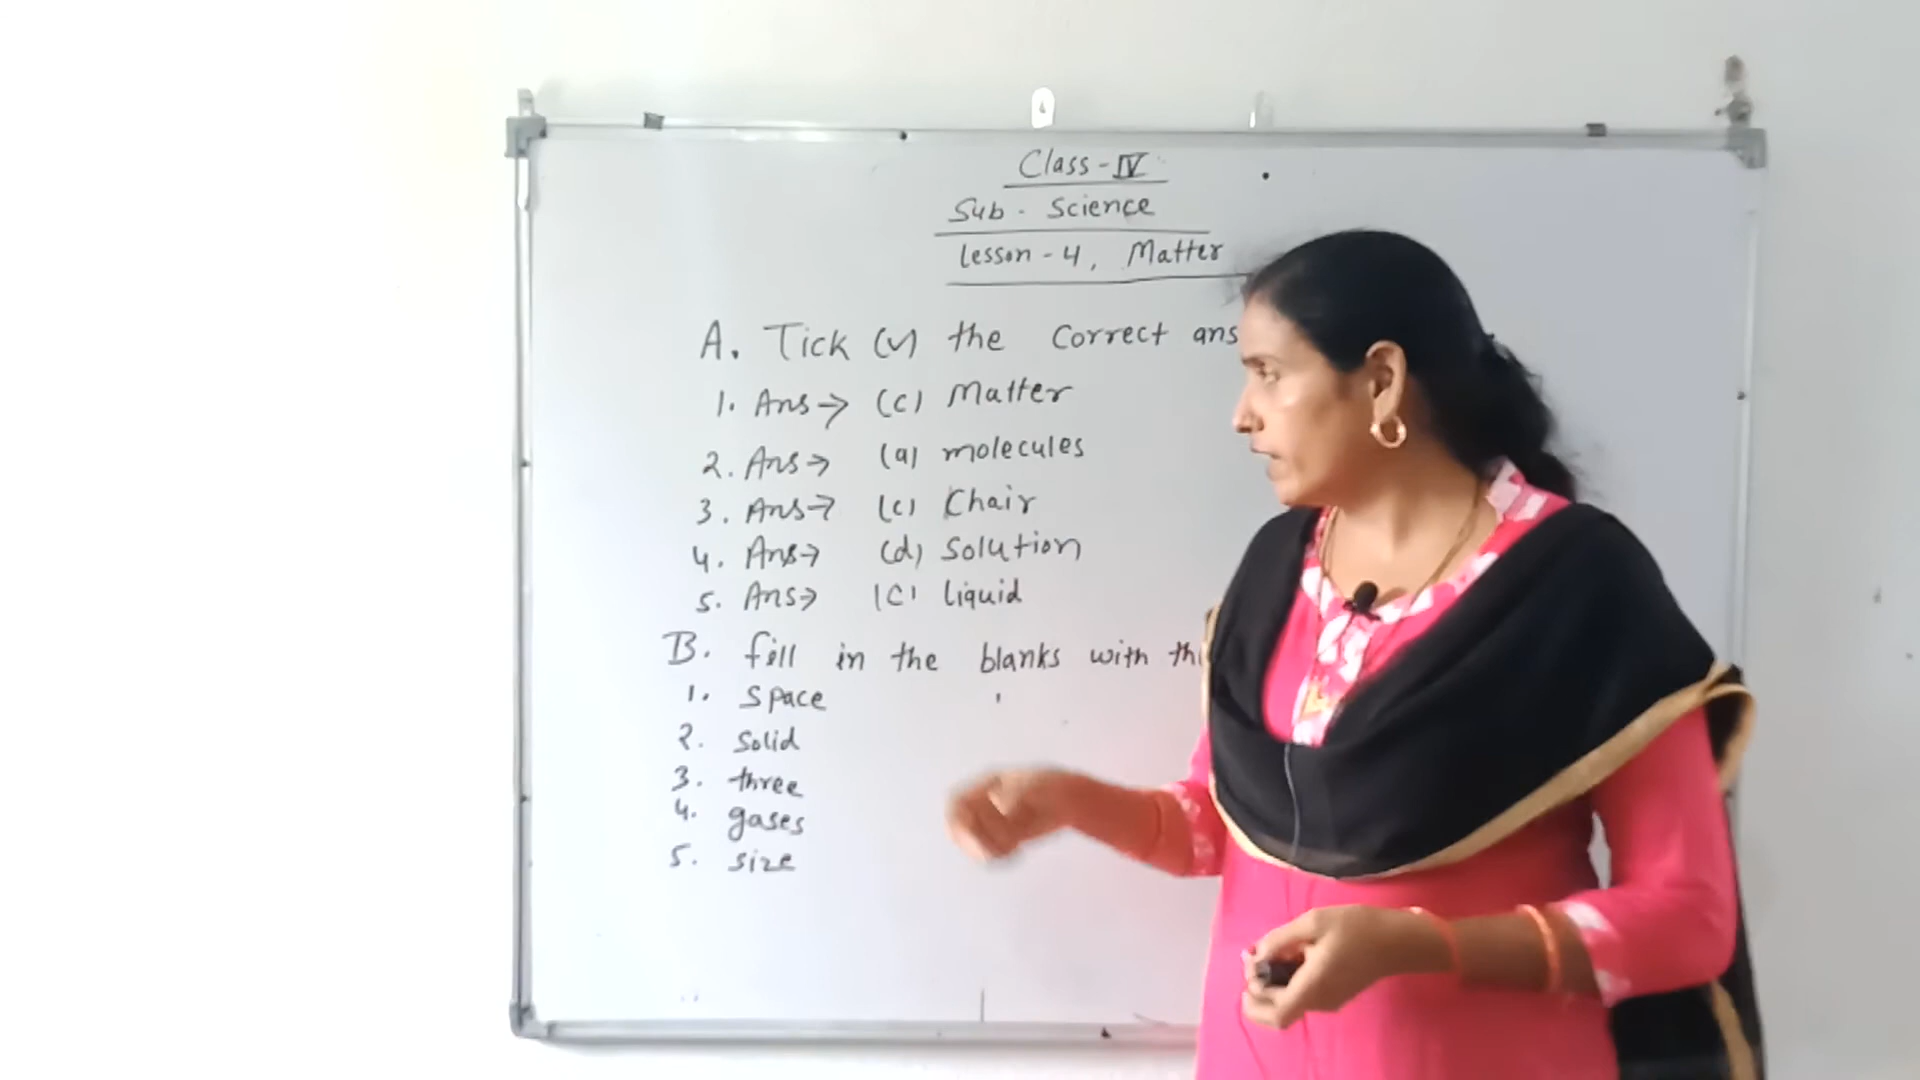 Class - IV
Sub - Science
Lesson - 4, Matter
A. Tick (✓) the Correct ans
1. Ans → (c) Matter
2. Ans → (a) molecules
3. Ans → (c) Chair
4. Ans → (d) Solution
5. Ans → (c) liquid
B. fill in the blanks with
1. Space
2. Solid
3. three
4. gases
5. size